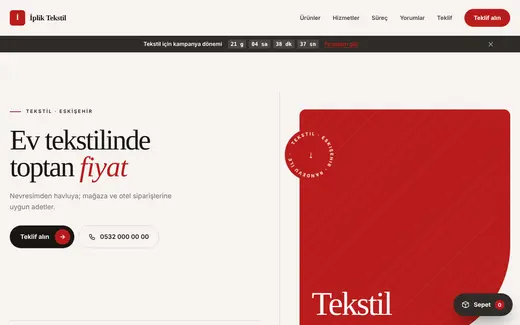 İ
İplik Tekstil
Ürünler
Hizmetler
Süreç
Yorumlar
Teklif
Teklif alın
Tekstil için kampanya dönemi
21 g
04 sa
38 dk
37 sn
TEKSTİL · ESKİŞEHİR
Ev tekstilinde
toptan fiyat
Nevresimden havluya; mağaza ve otel siparişlerine
uygun adetler.
Teklif alın
0532 000 00 00
TEKSTİL · ESKİŞEHİR · RANDEVU İLE ·
Tekstil
Sepet
0